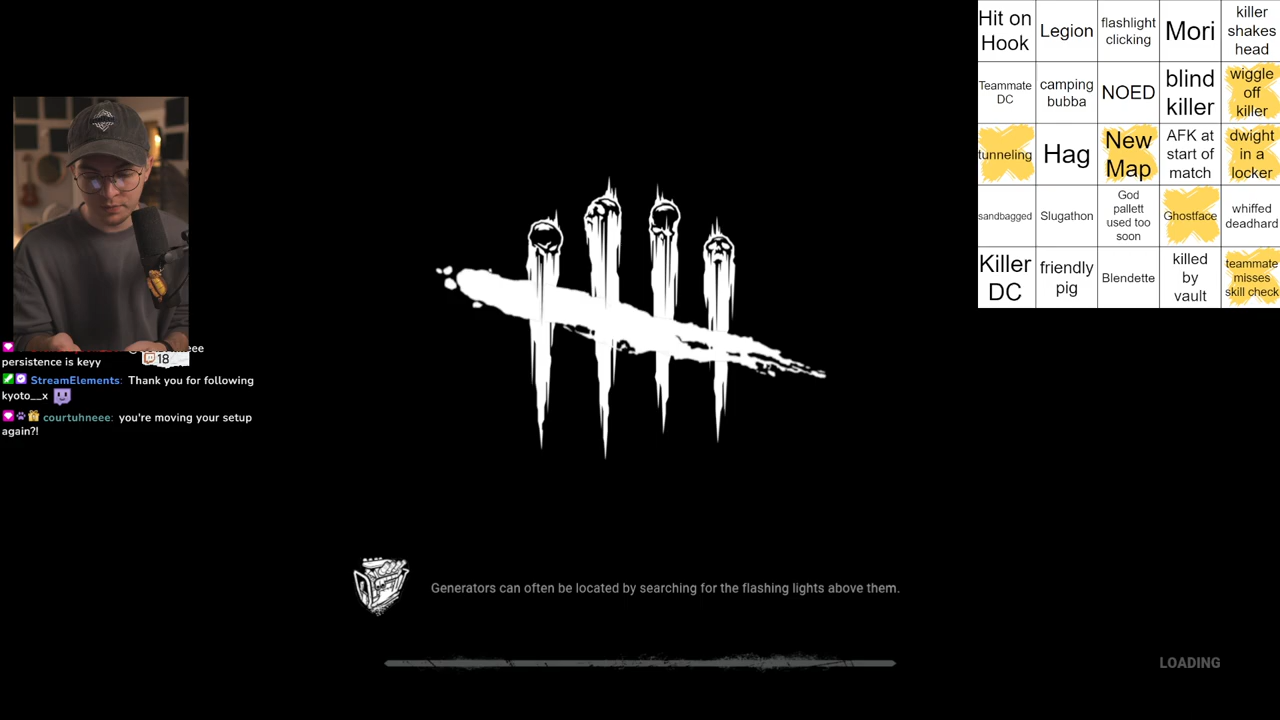 Hit on
Hook
Legion
flashlight
clicking
Mori
killer
shakes
head
Teammate
DC
camping
bubba
NOED
blind
killer
wiggle
off
killer
tunneling
Hag
New
Map
AFK at
start of
match
dwight
in a
locker
sandbagged
Slugathon
God
pallett
used too
soon
Ghostface
whiffed
deadhard
Killer
DC
friendly
pig
Blendette
killed
by
vault
teammate
misses
skill check
persistence is keyy
18
StreamElements: Thank you for following
kyoto__x
courtuhneee: you're moving your setup
again?!
Generators can often be located by searching for the flashing lights above them.
LOADING